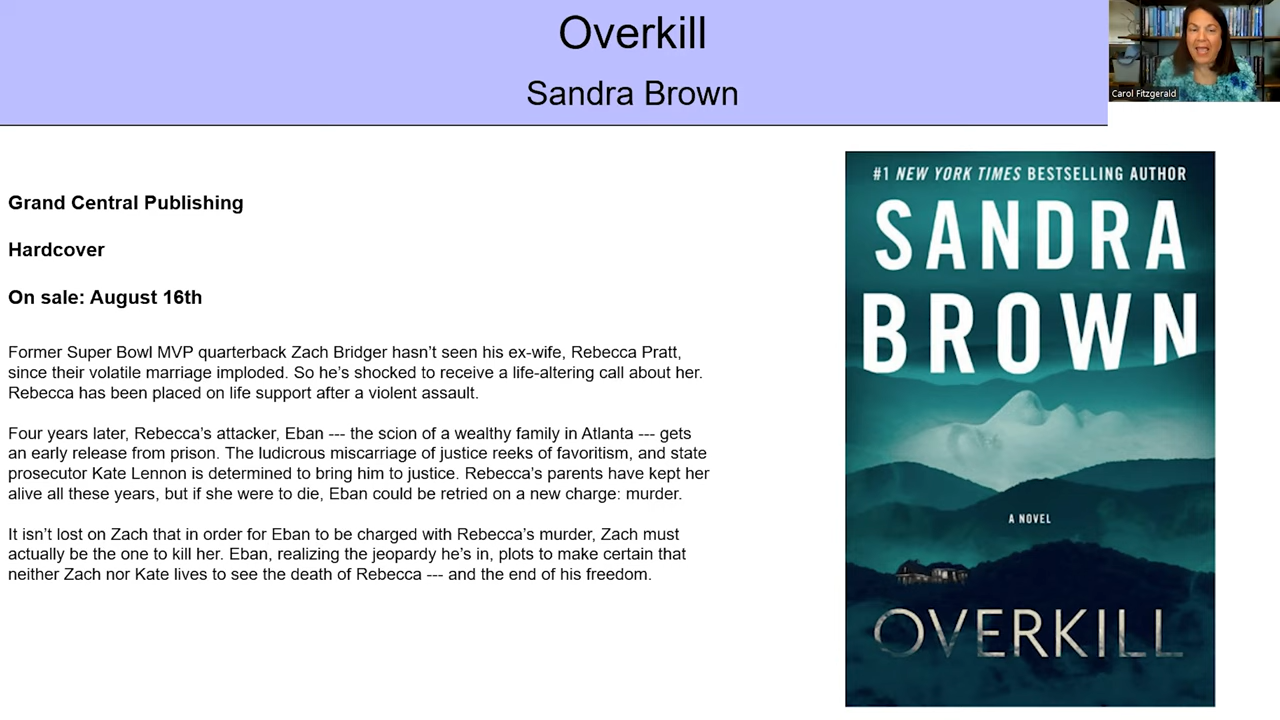 Overkill
Sandra Brown
Carol Fitzgerald
Grand Central Publishing
Hardcover
On sale: August 16th
Former Super Bowl MVP quarterback Zach Bridger hasn’t seen his ex-wife, Rebecca Pratt,
since their volatile marriage imploded. So he’s shocked to receive a life-altering call about her.
Rebecca has been placed on life support after a violent assault.
Four years later, Rebecca’s attacker, Eban --- the scion of a wealthy family in Atlanta --- gets
an early release from prison. The ludicrous miscarriage of justice reeks of favoritism, and state
prosecutor Kate Lennon is determined to bring him to justice. Rebecca’s parents have kept her
alive all these years, but if she were to die, Eban could be retried on a new charge: murder.
It isn’t lost on Zach that in order for Eban to be charged with Rebecca’s murder, Zach must
actually be the one to kill her. Eban, realizing the jeopardy he’s in, plots to make certain that
neither Zach nor Kate lives to see the death of Rebecca --- and the end of his freedom.
#1 NEW YORK TIMES BESTSELLING AUTHOR
SANDRA
BROWN
A NOVEL
OVERKILL